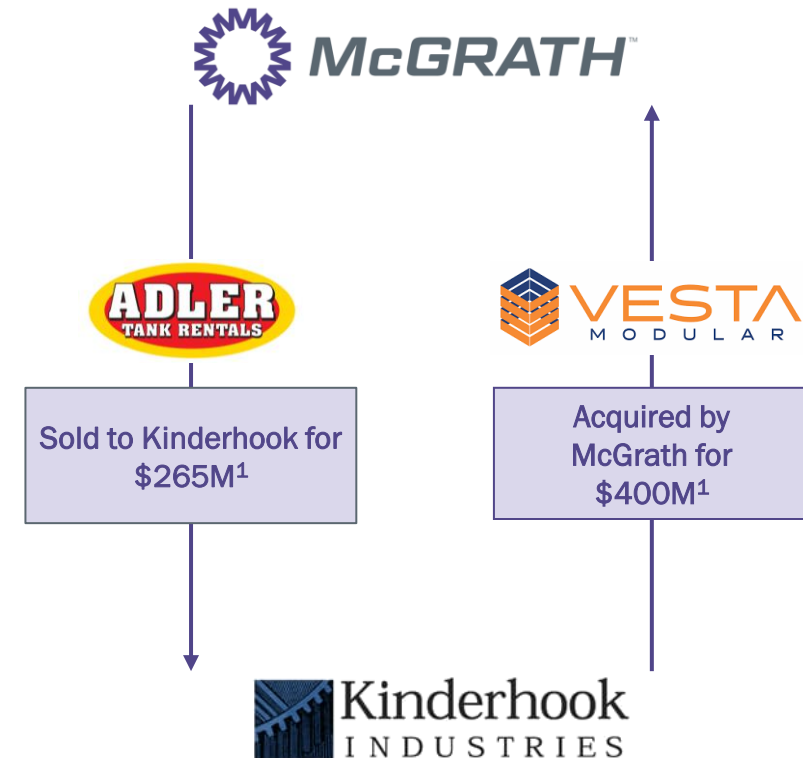 McGRATH™
ADLER
TANK RENTALS
VESTA
MODULAR
Sold to Kinderhook for
$265M¹
Acquired by
McGrath for
$400M¹
Kinderhook
INDUSTRIES